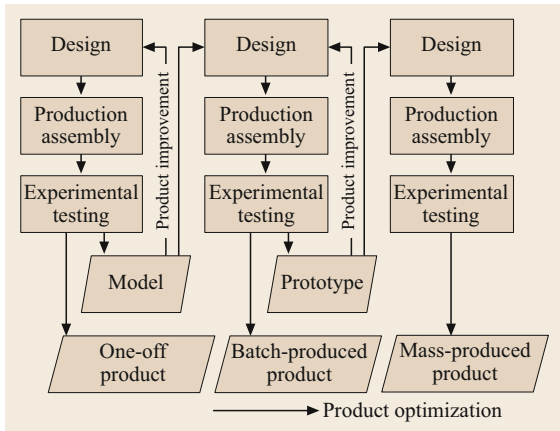 Design
Production
assembly
Experimental
testing
Product improvement
Model
One-off
product
Design
Production
assembly
Experimental
testing
Product improvement
Prototype
Batch-produced
product
Design
Production
assembly
Experimental
testing
Mass-produced
product
Product optimization